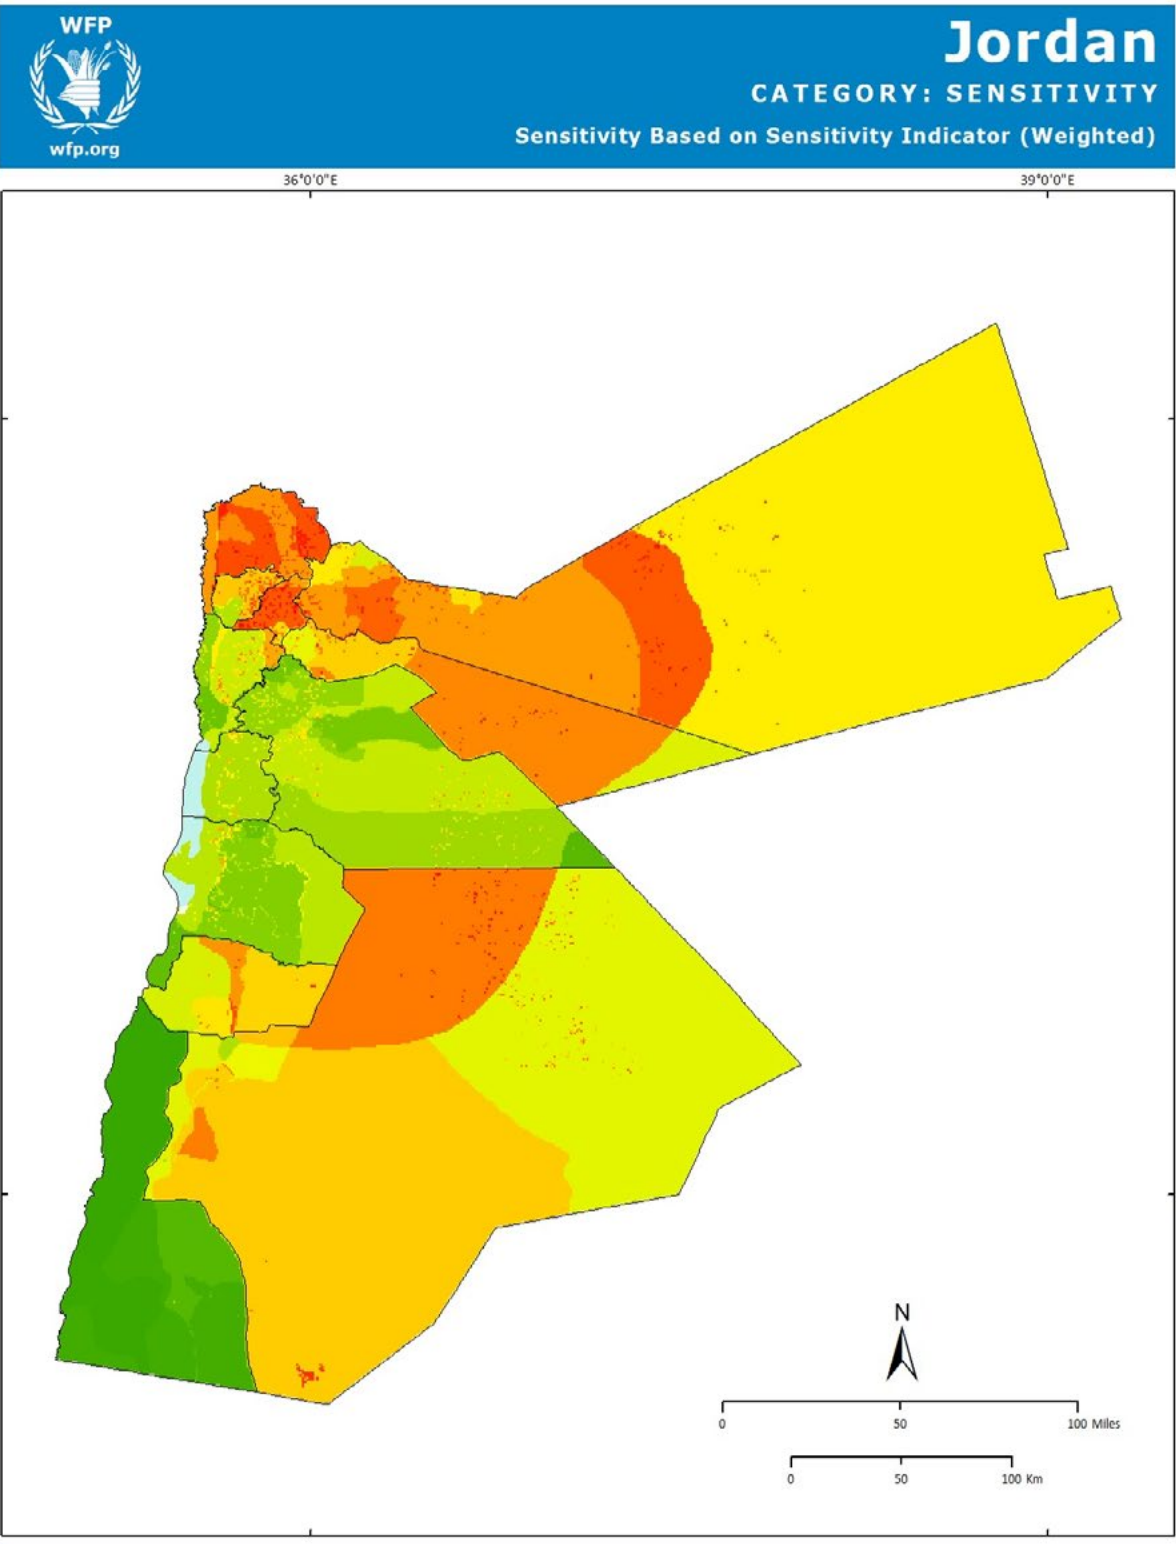 WFP
wfp.org
Jordan
CATEGORY: SENSITIVITY
Sensitivity Based on Sensitivity Indicator (Weighted)
36°0'0"E
39°0'0"E
N
0 50 100 Miles
0 50 100 Km